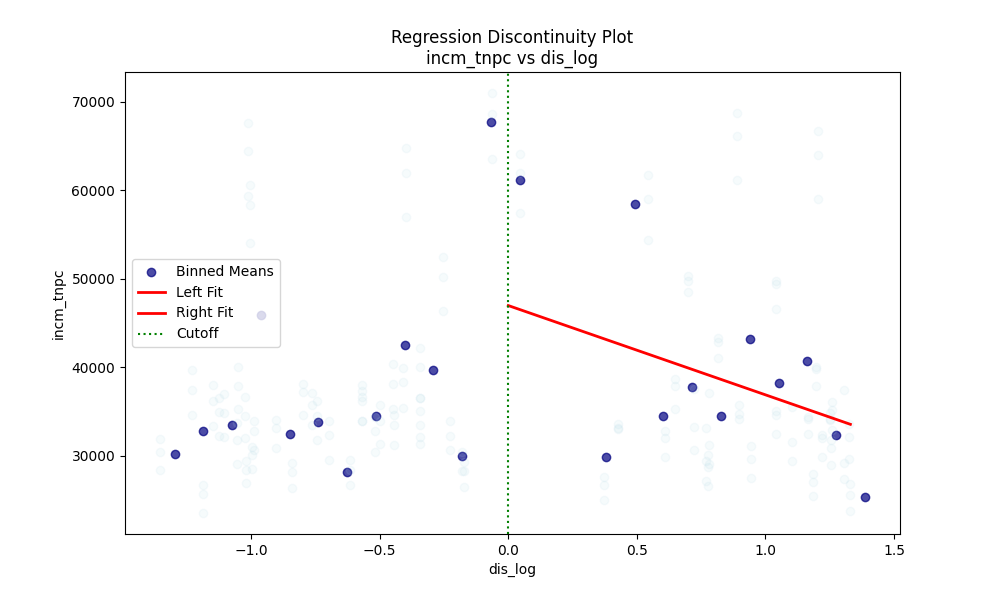 Regression Discontinuity Plot
incm_tnpc vs dis_log
70000
60000
50000
40000
30000
incm_tnpc
Binned Means
Left Fit
Right Fit
Cutoff
−1.0
−0.5
0.0
0.5
1.0
1.5
dis_log